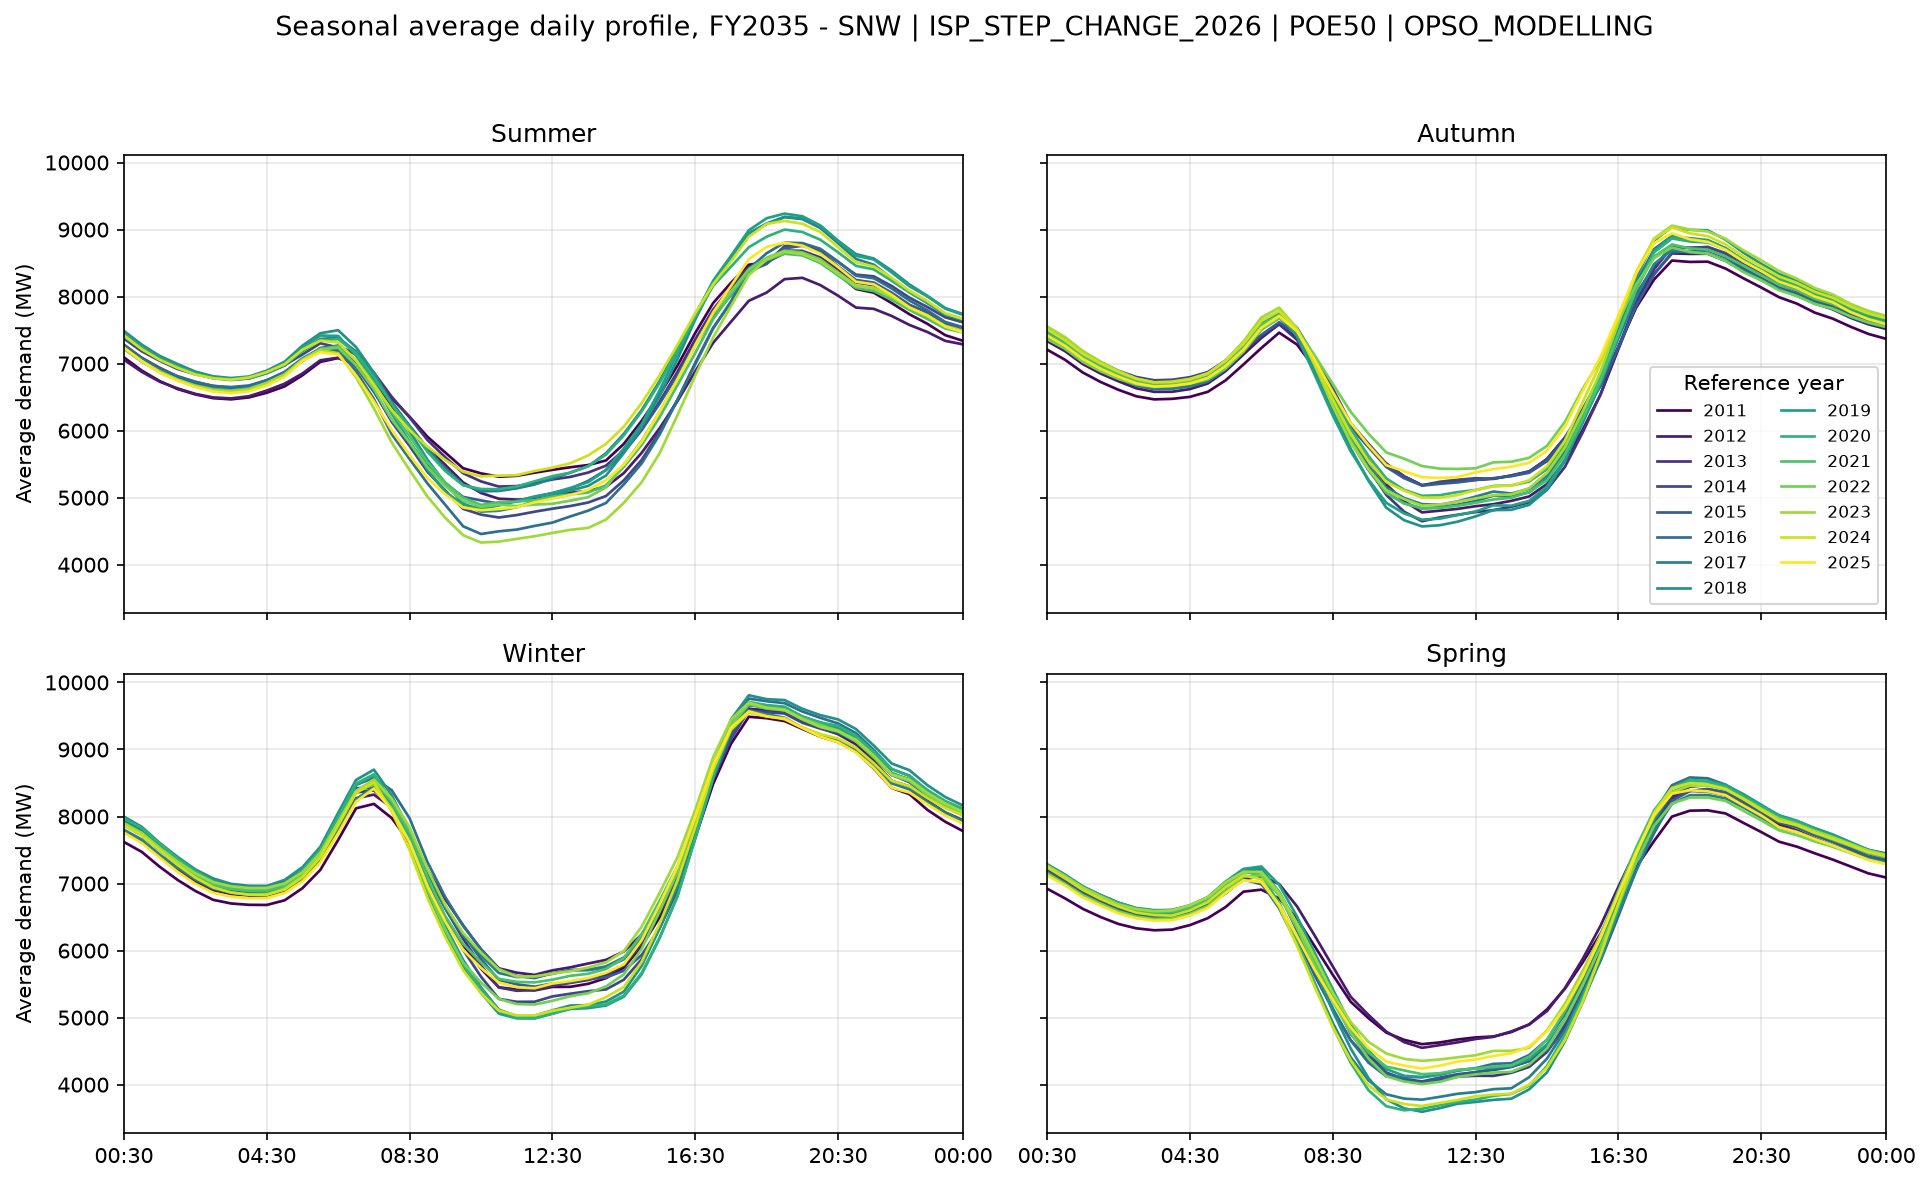 Seasonal average daily profile, FY2035 - SNW | ISP_STEP_CHANGE_2026 | POE50 | OPSO_MODELLING
Summer
Average demand (MW)
10000
9000
8000
7000
6000
5000
4000
Autumn
Reference year
2011
2012
2013
2014
2015
2016
2017
2018
2019
2020
2021
2022
2023
2024
2025
Winter
Average demand (MW)
10000
9000
8000
7000
6000
5000
4000
00:30 04:30 08:30 12:30 16:30 20:30 00:00
Spring
00:30 04:30 08:30 12:30 16:30 20:30 00:00